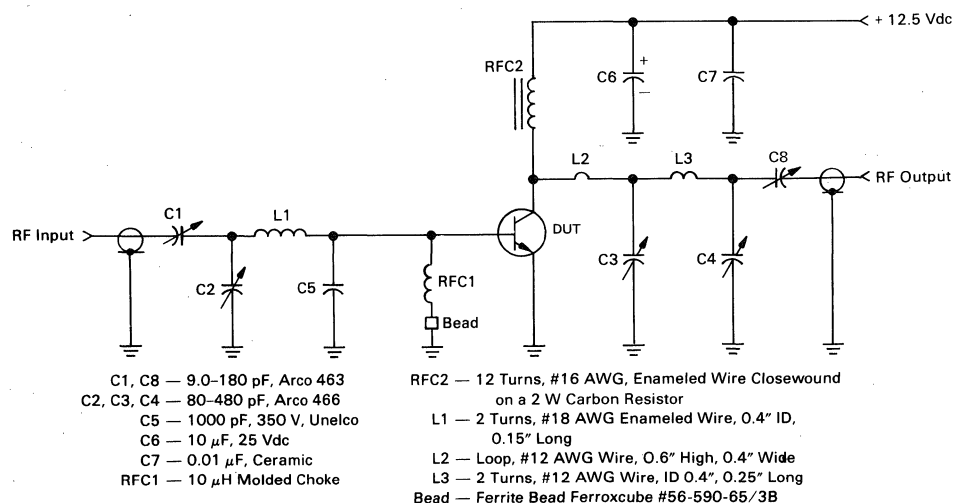 + 12.5 Vdc
RFC2
C6
+
−
C7
L2
L3
C8
RF Output
C1
L1
RF Input
DUT
C2
C5
RFC1
Bead
C3
C4
C1, C8 — 9.0-180 pF, Arco 463
C2, C3, C4 — 80-480 pF, Arco 466
C5 — 1000 pF, 350 V, Unelco
C6 — 10 μF, 25 Vdc
C7 — 0.01 μF, Ceramic
RFC1 — 10 μH Molded Choke
RFC2 — 12 Turns, #16 AWG, Enameled Wire Closewound
on a 2 W Carbon Resistor
L1 — 2 Turns, #18 AWG Enameled Wire, 0.4″ ID,
0.15″ Long
L2 — Loop, #12 AWG Wire, 0.6″ High, 0.4″ Wide
L3 — 2 Turns, #12 AWG Wire, ID 0.4″, 0.25″ Long
Bead — Ferrite Bead Ferroxcube #56-590-65/3B